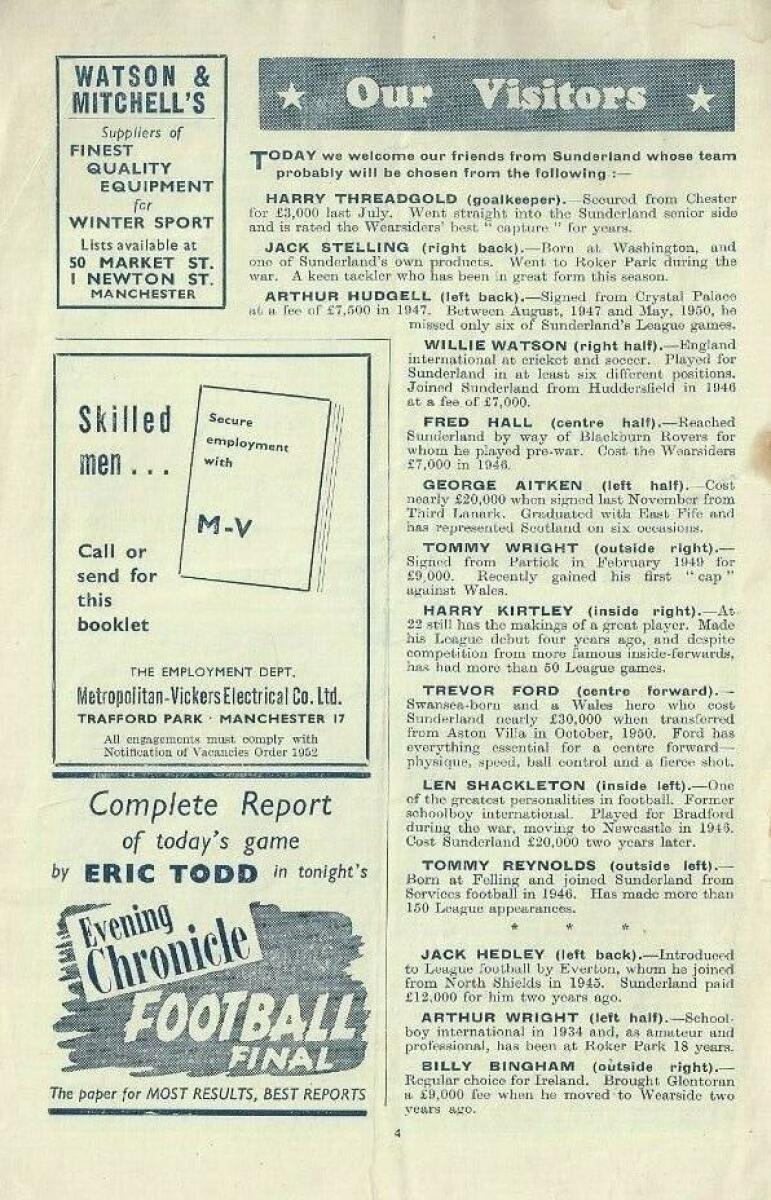 WATSON &
MITCHELL'S
Suppliers of
FINEST
QUALITY
EQUIPMENT
for
WINTER SPORT
Lists available at
50 MARKET ST.
1 NEWTON ST.
MANCHESTER
Our Visitors
TODAY we welcome our friends from Sunderland whose team
probably will be chosen from the following :—
HARRY THREADGOLD (goalkeeper).—Secured from Chester
for £3,000 last July. Went straight into the Sunderland senior side
and is rated the Wearsiders' best " capture " for years.
JACK STELLING (right back).—Born at Washington, and
one of Sunderland's own products. Went to Roker Park during the
war. A keen tackler who has been in great form this season.
ARTHUR HUDGELL (left back).—Signed from Crystal Palace
at a fee of £7,500 in 1947. Between August, 1947 and May, 1950, he
missed only six of Sunderland's League games.
WILLIE WATSON (right half).—England
international at cricket and soccer. Played for
Sunderland in at least six different positions.
Joined Sunderland from Huddersfield in 1946
at a fee of £7,000.
FRED HALL (centre half).—Reached
Sunderland by way of Blackburn Rovers for
whom he played pre-war. Cost the Wearsiders
£7,000 in 1946.
GEORGE AITKEN (left half).—Cost
nearly £20,000 when signed last November from
Third Lanark. Graduated with East Fife and
has represented Scotland on six occasions.
TOMMY WRIGHT (outside right).—
Signed from Partick in February 1949 for
£9,000. Recently gained his first " cap "
against Wales.
HARRY KIRTLEY (inside right).—At
22 still has the makings of a great player. Made
his League debut four years ago, and despite
competition from more famous inside-forwards,
has had more than 50 League games.
TREVOR FORD (centre forward).—
Swansea-born and a Wales hero who cost
Sunderland nearly £30,000 when transferred
from Aston Villa in October, 1950. Ford has
everything essential for a centre forward—
physique, speed, ball control and a fierce shot.
LEN SHACKLETON (inside left).—One
of the greatest personalities in football. Former
schoolboy international. Played for Bradford
during the war, moving to Newcastle in 1946.
Cost Sunderland £20,000 two years later.
TOMMY REYNOLDS (outside left).—
Born at Felling and joined Sunderland from
Services football in 1946. Has made more than
150 League appearances.
* * *
JACK HEDLEY (left back).—Introduced
to League football by Everton, whom he joined
from North Shields in 1945. Sunderland paid
£12,000 for him two years ago.
ARTHUR WRIGHT (left half).—School-
boy international in 1934 and, as amateur and
professional, has been at Roker Park 18 years.
BILLY BINGHAM (outside right).—
Regular choice for Ireland. Brought Glentoran
a £9,000 fee when he moved to Wearside two
years ago.
Skilled
men . . .
Secure
employment
with
M-V
Call or
send for
this
booklet
THE EMPLOYMENT DEPT.
Metropolitan-Vickers Electrical Co. Ltd.
TRAFFORD PARK · MANCHESTER 17
All engagements must comply with
Notification of Vacancies Order 1952
Complete Report
of today's game
by ERIC TODD in tonight's
Evening
Chronicle
FOOTBALL
FINAL
The paper for MOST RESULTS, BEST REPORTS
4